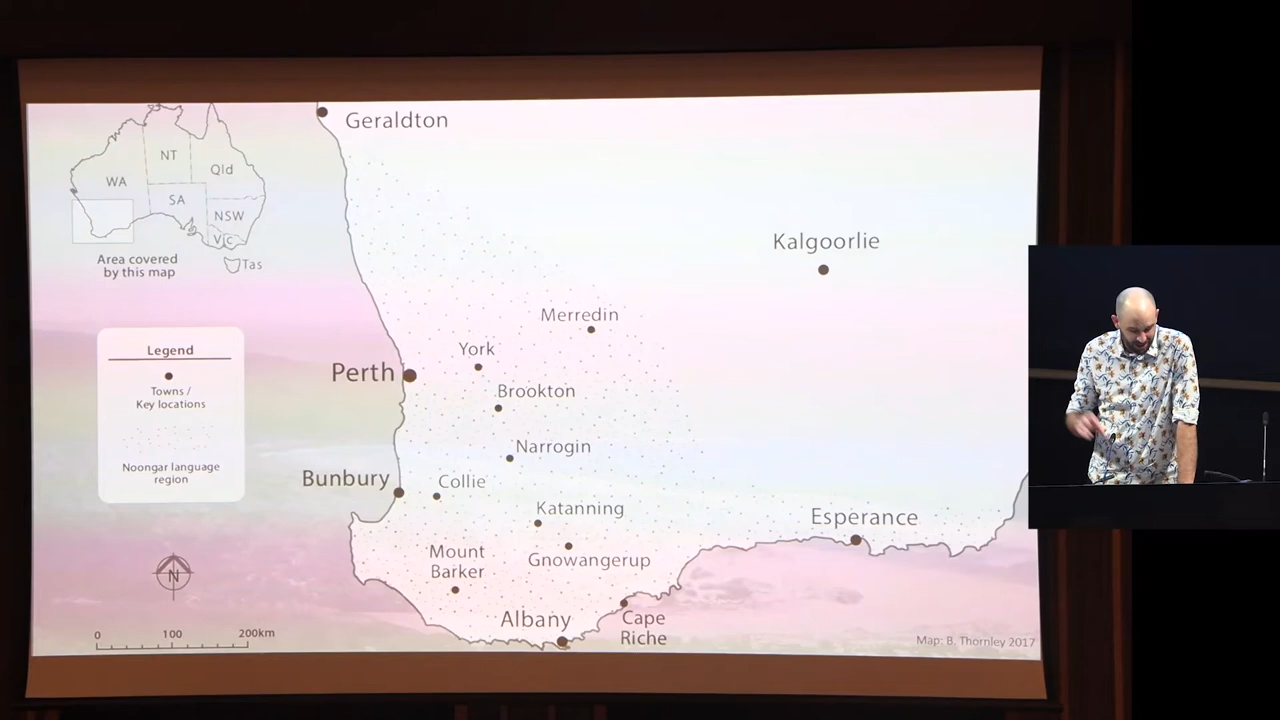 Geraldton
NT
Qld
WA
SA
NSW
Vic
Tas
Area covered
by this map
Kalgoorlie
Merredin
York
Perth
Brookton
Narrogin
Bunbury
Collie
Katanning
Gnowangerup
Esperance
Mount
Barker
Albany
Cape
Riche
Legend
Towns /
Key locations
Noongar language
region
N
0 100 200km
Map: B. Thornley 2017